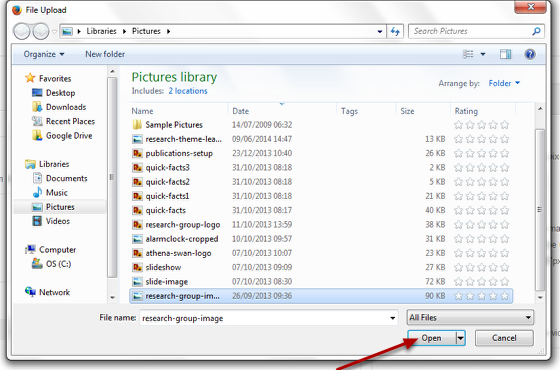 File Upload
Libraries Pictures Search Pictures
Organize New folder
Favorites
Desktop
Downloads
Recent Places
Google Drive
Libraries
Documents
Music
Pictures
Videos
Computer
OS (C:)
Network
Pictures library
Includes: 2 locations
Arrange by: Folder
Name Date Tags Size Rating
Sample Pictures 14/07/2009 06:32
research-theme-lea... 09/06/2014 14:47 13 KB
publications-setup 23/12/2013 10:40 26 KB
quick-facts3 31/10/2013 08:18 2 KB
quick-facts2 31/10/2013 08:18 5 KB
quick-facts1 31/10/2013 08:18 21 KB
quick-facts 31/10/2013 08:17 40 KB
research-group-logo 11/10/2013 13:59 38 KB
alarmclock-cropped 10/10/2013 09:57 31 KB
athena-swan-logo 07/10/2013 10:07 23 KB
slideshow 07/10/2013 09:09 27 KB
slide-image 07/10/2013 08:30 72 KB
research-group-im... 26/09/2013 09:36 90 KB
File name: research-group-image All Files
Open Cancel